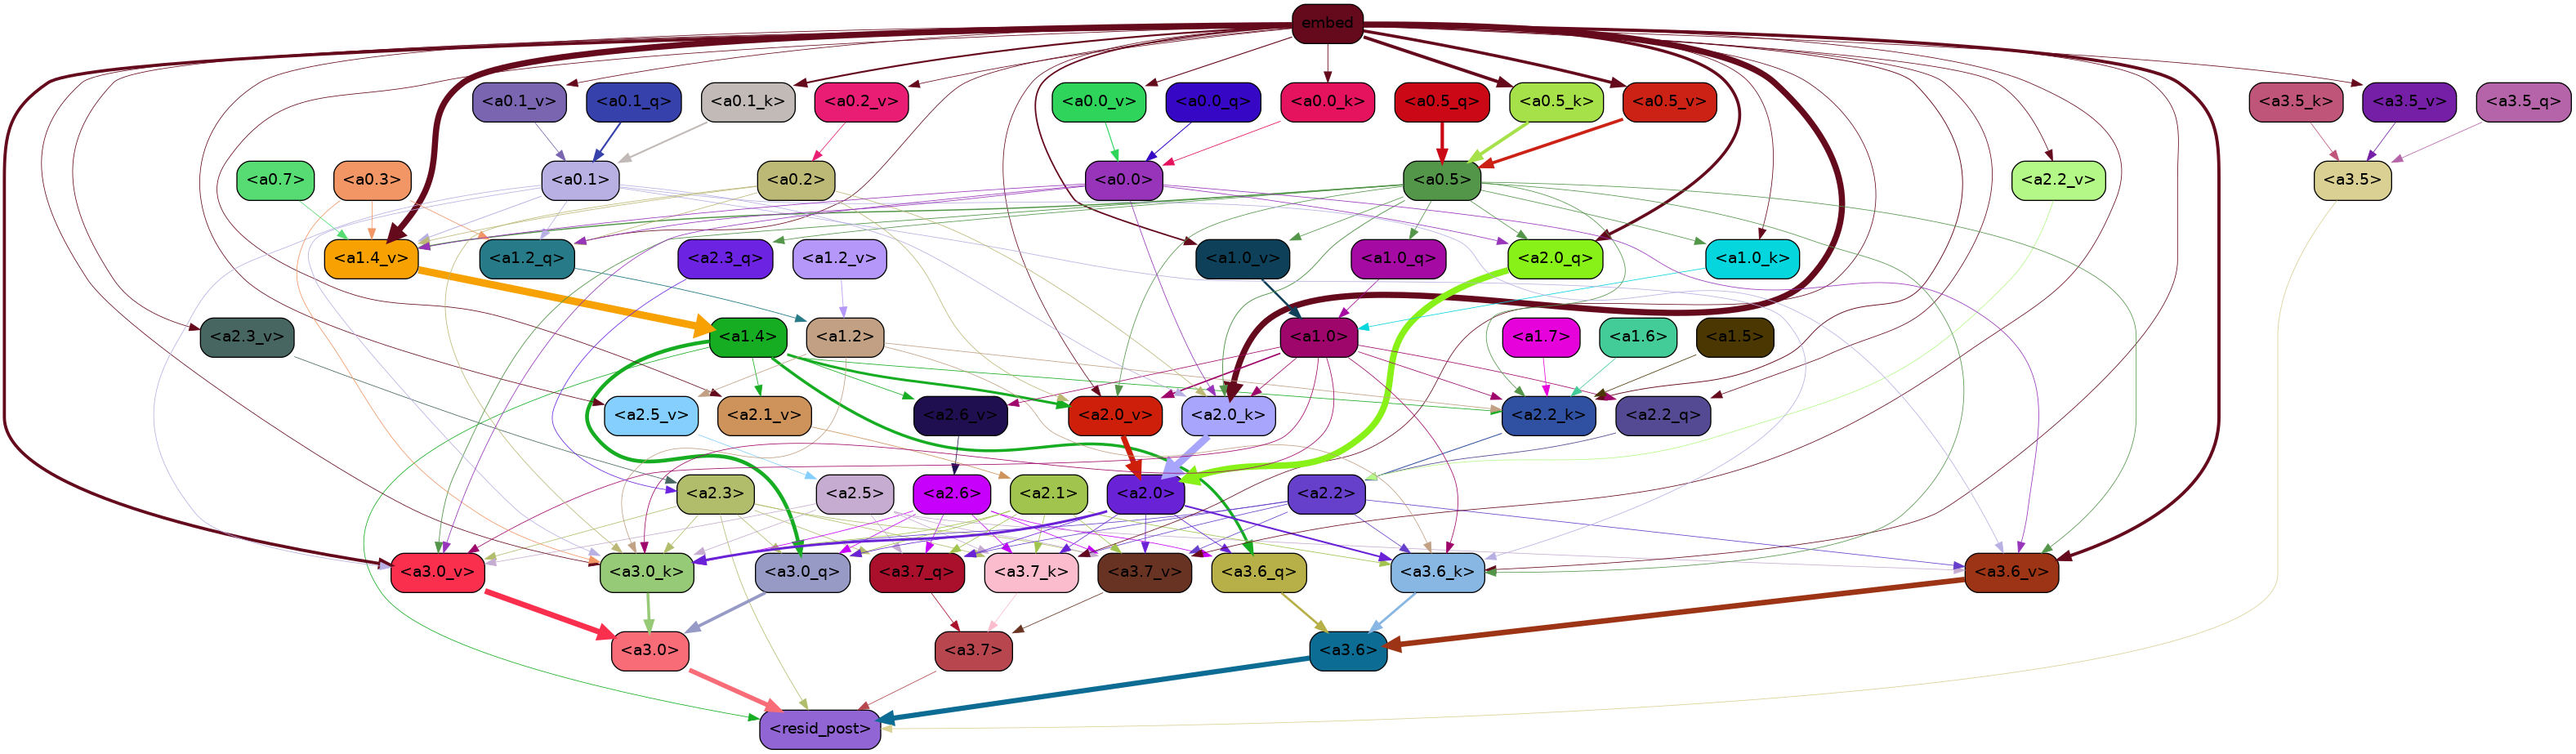 embed
<a0.1_v> <a0.1_q> <a0.1_k> <a0.2_v> <a0.0_v> <a0.0_q> <a0.0_k> <a0.5_q> <a0.5_k> <a0.5_v> <a3.5_k> <a3.5_v> <a3.5_q>
<a0.7> <a0.3> <a0.1> <a0.2> <a0.0> <a0.5> <a2.2_v> <a3.5>
<a1.4_v> <a1.2_q> <a2.3_q> <a1.2_v> <a1.0_v> <a1.0_q> <a2.0_q> <a1.0_k>
<a2.3_v> <a1.4> <a1.2> <a1.0> <a1.7> <a1.6> <a1.5>
<a2.5_v> <a2.1_v> <a2.6_v> <a2.0_v> <a2.0_k> <a2.2_k> <a2.2_q>
<a2.3> <a2.5> <a2.6> <a2.1> <a2.0> <a2.2>
<a3.0_v> <a3.0_k> <a3.0_q> <a3.7_q> <a3.7_k> <a3.7_v> <a3.6_q> <a3.6_k> <a3.6_v>
<a3.0> <a3.7> <a3.6>
<resid_post>